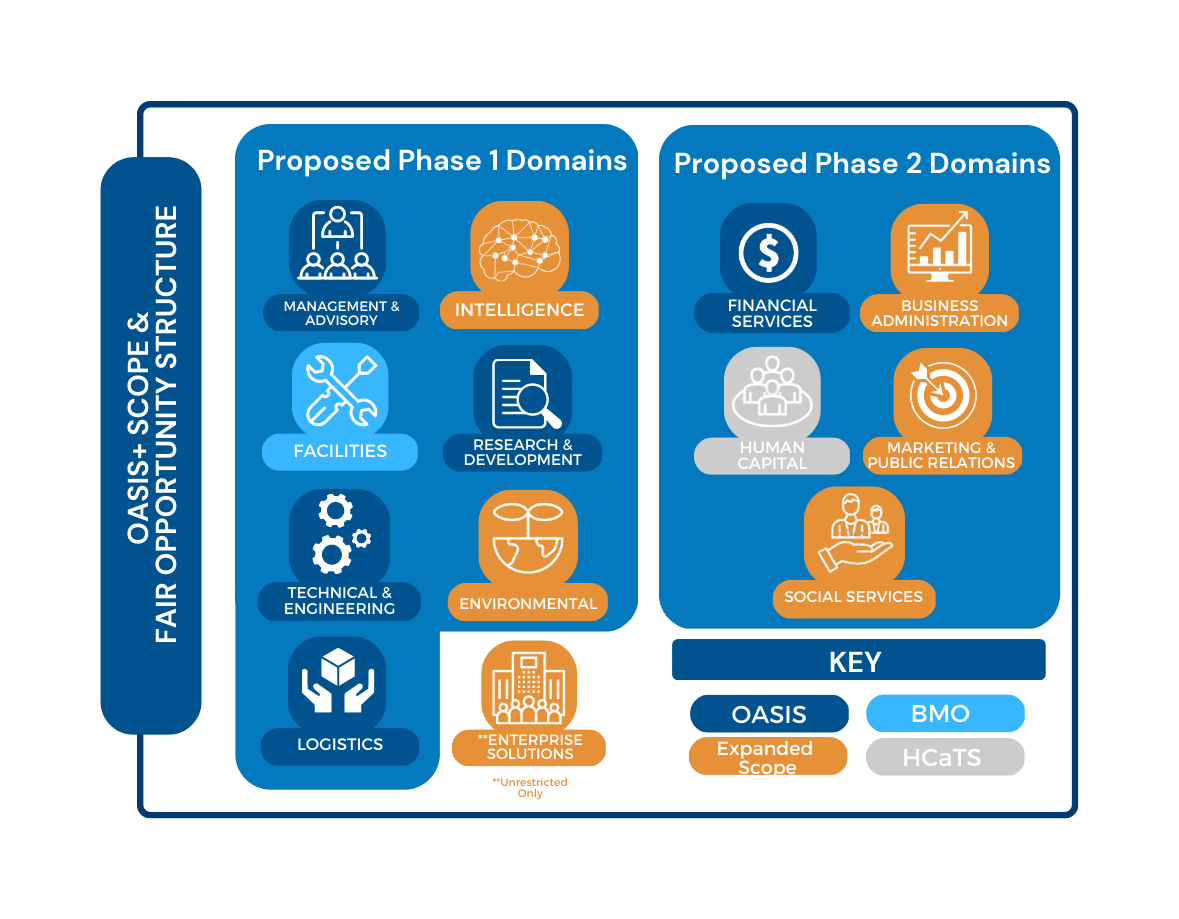 OASIS+ SCOPE &
FAIR OPPORTUNITY STRUCTURE
Proposed Phase 1 Domains
MANAGEMENT &
ADVISORY
INTELLIGENCE
FACILITIES
RESEARCH &
DEVELOPMENT
TECHNICAL &
ENGINEERING
ENVIRONMENTAL
LOGISTICS
**ENTERPRISE
SOLUTIONS
**Unrestricted
Only
Proposed Phase 2 Domains
FINANCIAL
SERVICES
BUSINESS
ADMINISTRATION
HUMAN
CAPITAL
MARKETING &
PUBLIC RELATIONS
SOCIAL SERVICES
KEY
OASIS
BMO
Expanded
Scope
HCaTS